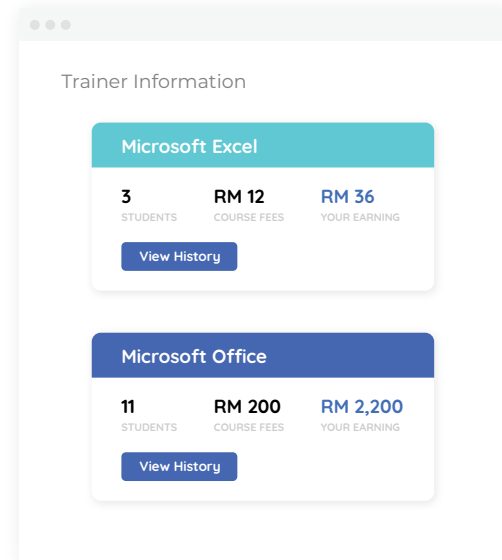 Trainer Information
Microsoft Excel
3 RM 12 RM 36
STUDENTS COURSE FEES YOUR EARNING
View History
Microsoft Office
11 RM 200 RM 2,200
STUDENTS COURSE FEES YOUR EARNING
View History